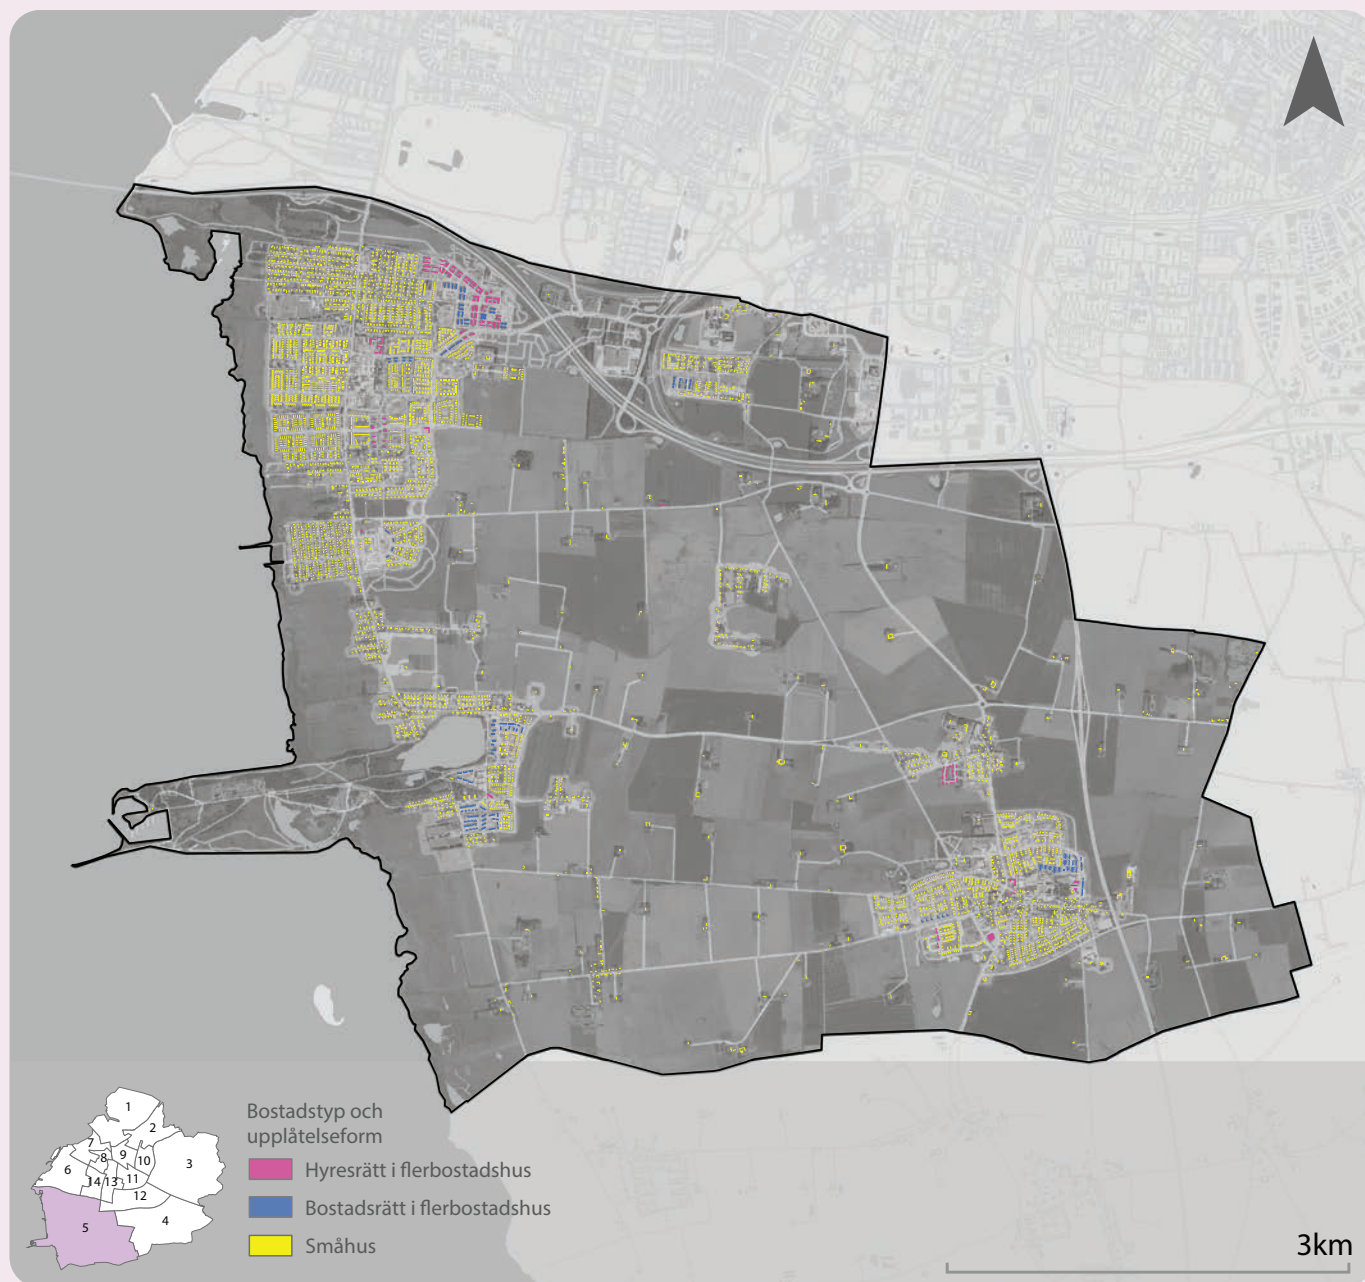 3km
Bostadstyp och
upplåtelseform
Hyresrätt i flerbostadshus
Bostadsrätt i flerbostadshus
Småhus
1
2
7
9
8
10
3
6
14
13
11
12
5
4